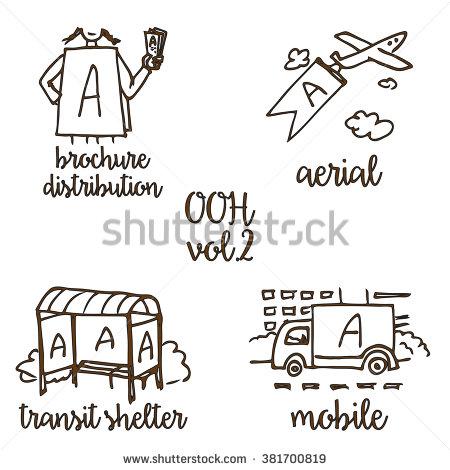 A
A
brochure
distribution
A
aerial
OOH
vol.2
shutterstock
A A A
transit shelter
A
mobile
www.shutterstock.com · 381700819